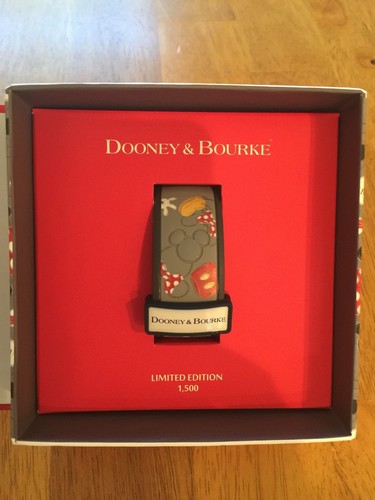 DOONEY & BOURKE
DOONEY & BOURKE
LIMITED EDITION
1,500